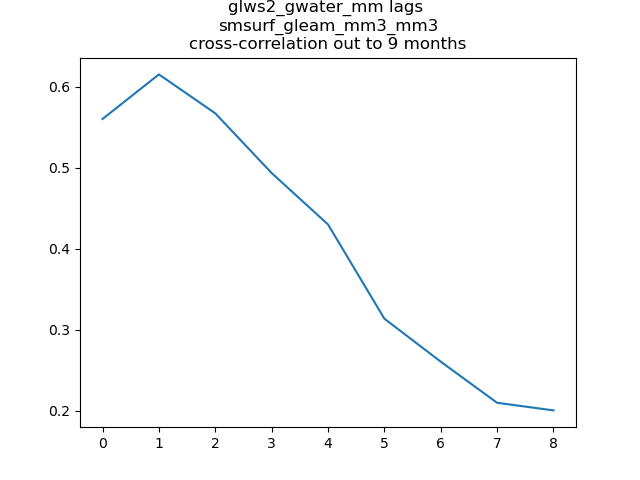 glws2_gwater_mm lags
smsurf_gleam_mm3_mm3
cross-correlation out to 9 months
0.6
0.5
0.4
0.3
0.2
0 1 2 3 4 5 6 7 8